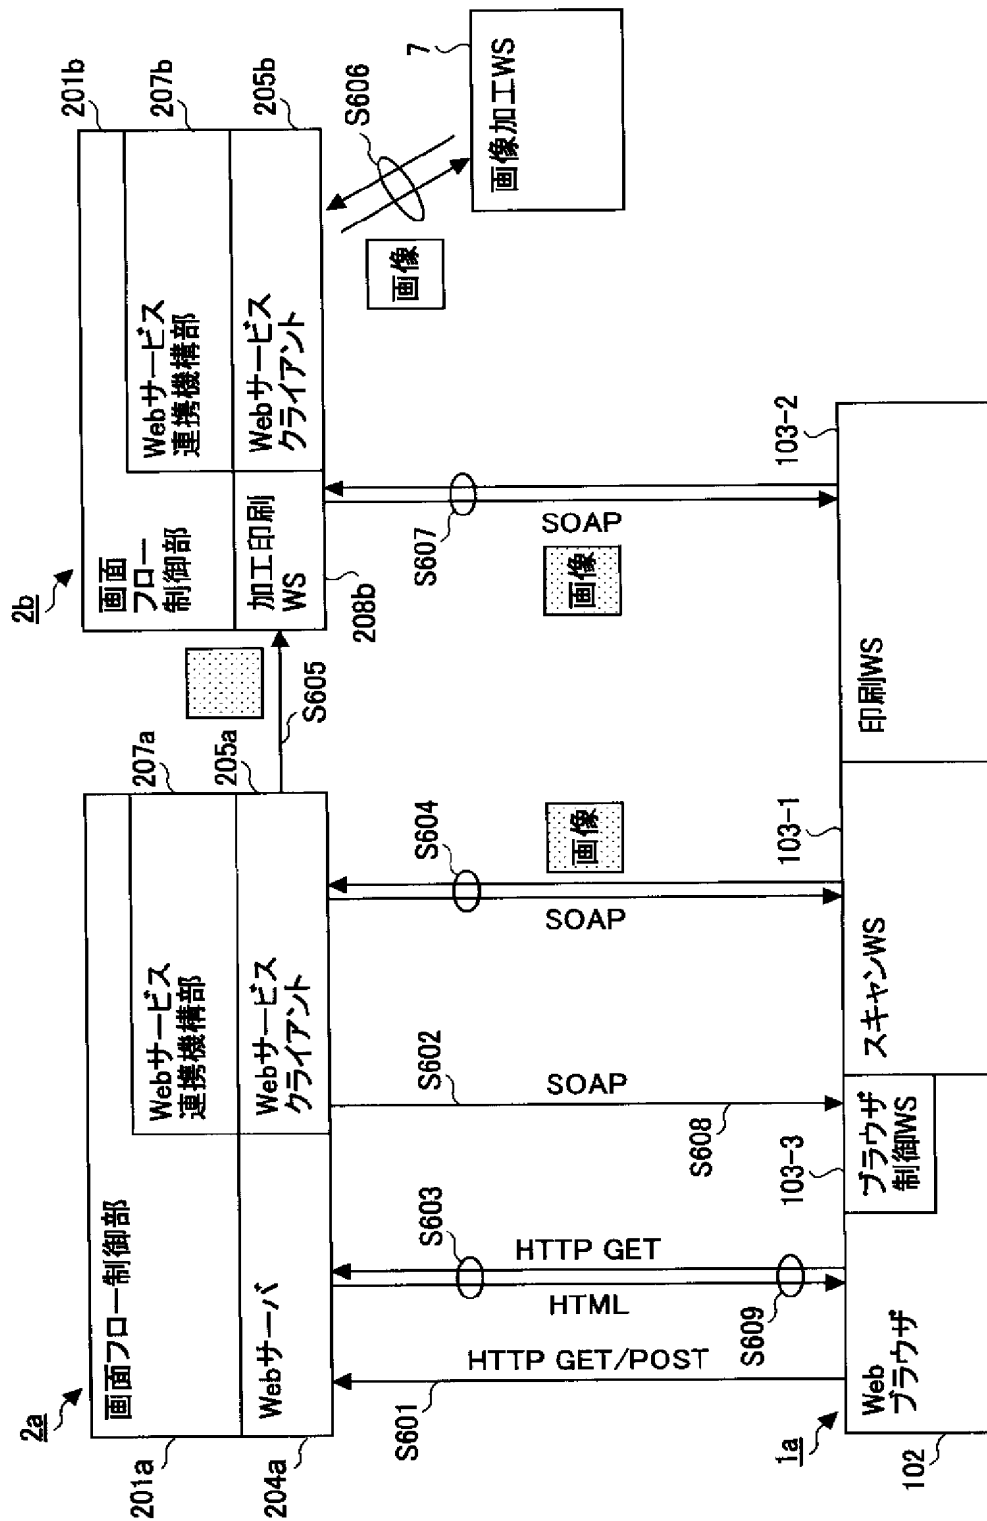 2a
201a
画面フロー制御部
207a
Webサービス
連携機構部
204a
Webサーバ
205a
Webサービス
クライアント
S605
2b
201b
画面
フロー
制御部
207b
Webサービス
連携機構部
205b
Webサービス
クライアント
加工印刷
WS
208b
S606
画像
7
画像加工WS
S601
HTTP GET/POST
S603
HTML
HTTP GET
S609
S602
SOAP
S608
S604
SOAP
画像
S607
SOAP
画像
1a
102
Web
ブラウザ
103-3
ブラウザ
制御WS
103-1
スキャンWS
103-2
印刷WS